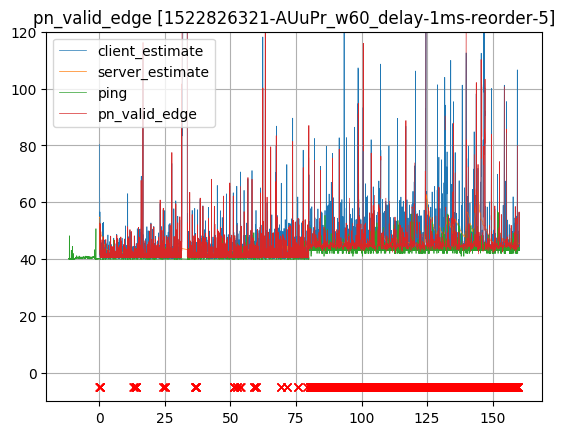 pn_valid_edge [1522826321-AUuPr_w60_delay-1ms-reorder-5]
120
100
80
60
40
20
0
client_estimate
server_estimate
ping
pn_valid_edge
0
25
50
75
100
125
150